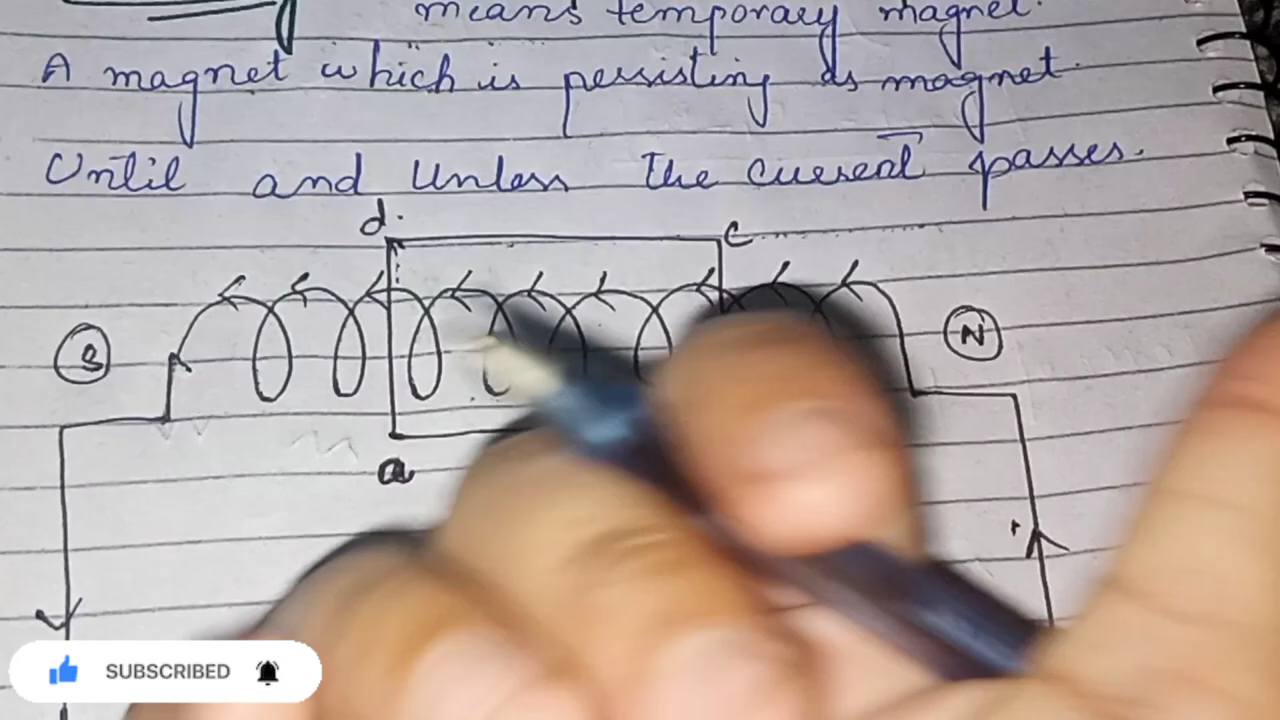 means temporary magnet.
A magnet which is persisting as magnet.
Until and Unless the current passes.
d.
c
S
N
a
SUBSCRIBED